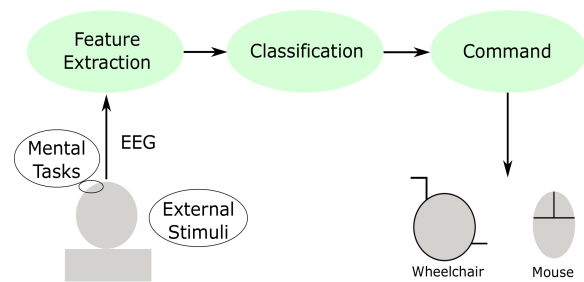 Feature
Extraction
Classification
Command
EEG
Mental
Tasks
External
Stimuli
Wheelchair
Mouse